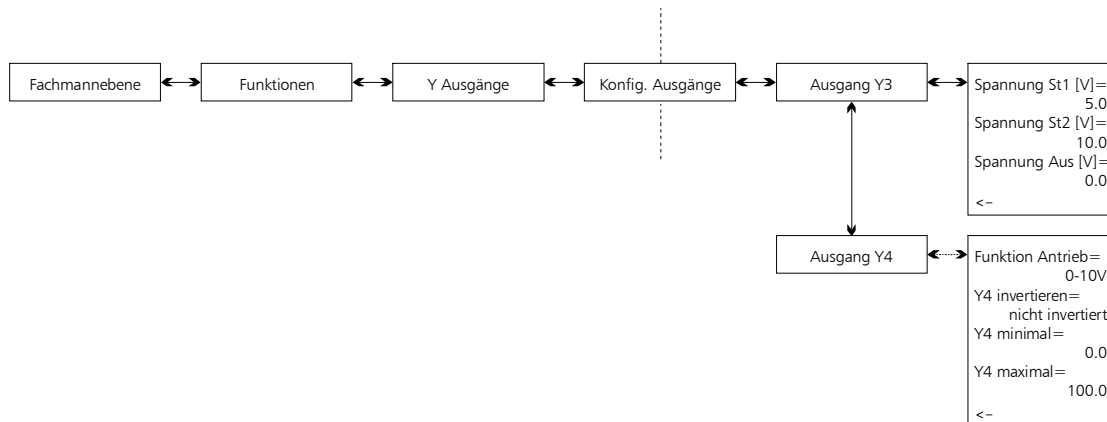 Fachmannebene
Funktionen
Y Ausgänge
Konfig. Ausgänge
Ausgang Y3
Spannung St1 [V]=
5.0
Spannung St2 [V]=
10.0
Spannung Aus [V]=
0.0
<-
Ausgang Y4
Funktion Antrieb=
0-10V
Y4 invertieren=
nicht invertiert
Y4 minimal=
0.0
Y4 maximal=
100.0
<-